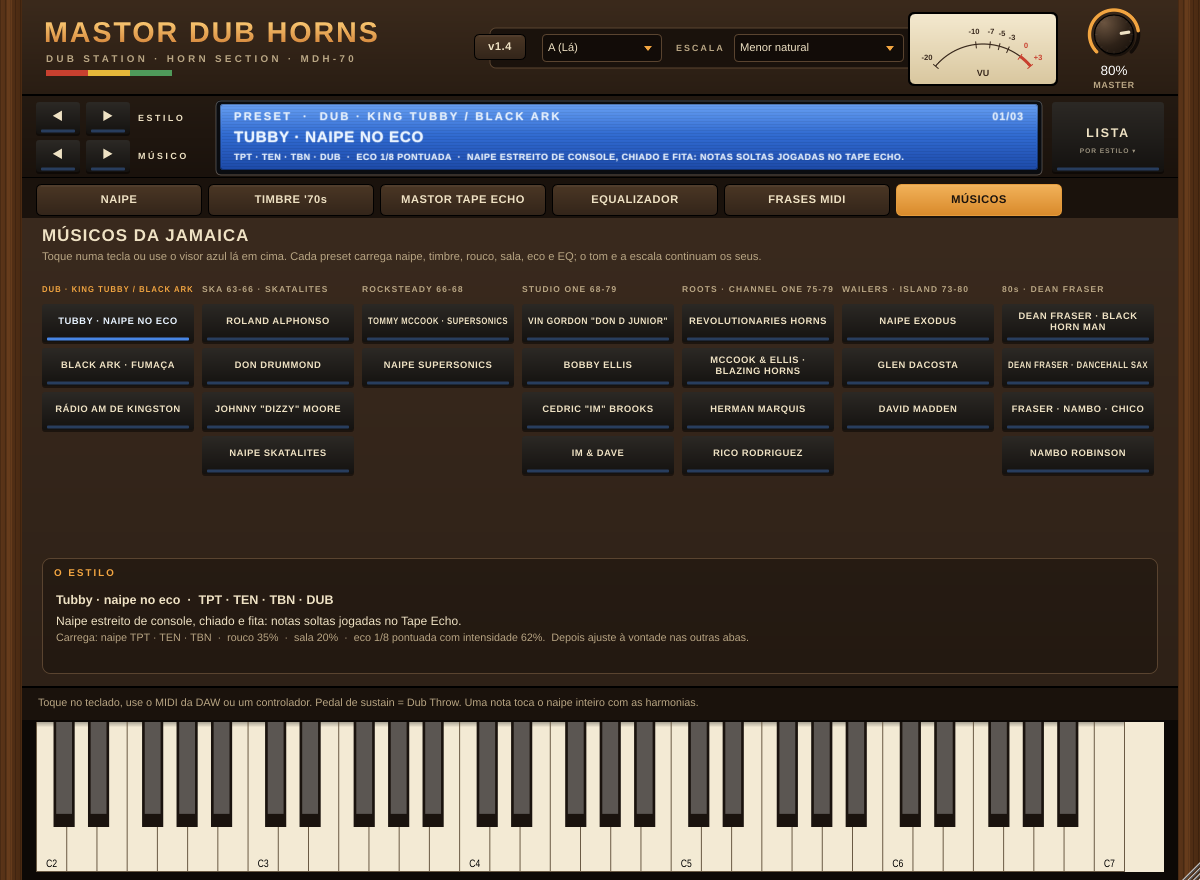 MASTOR DUB HORNS
DUB STATION · HORN SECTION · MDH-70
v1.4
A (Lá)
ESCALA
Menor natural
-20
-10
-7
-5
-3
0
+3
VU
80%
MASTER
ESTILO
MÚSICO
PRESET · DUB · KING TUBBY / BLACK ARK
01/03
TUBBY · NAIPE NO ECO
TPT · TEN · TBN · DUB · ECO 1/8 PONTUADA · NAIPE ESTREITO DE CONSOLE, CHIADO E FITA: NOTAS SOLTAS JOGADAS NO TAPE ECHO.
LISTA
POR ESTILO ▾
NAIPE
TIMBRE '70s
MASTOR TAPE ECHO
EQUALIZADOR
FRASES MIDI
MÚSICOS
MÚSICOS DA JAMAICA
Toque numa tecla ou use o visor azul lá em cima. Cada preset carrega naipe, timbre, rouco, sala, eco e EQ; o tom e a escala continuam os seus.
DUB · KING TUBBY / BLACK ARK
TUBBY · NAIPE NO ECO
BLACK ARK · FUMAÇA
RÁDIO AM DE KINGSTON
SKA 63-66 · SKATALITES
ROLAND ALPHONSO
DON DRUMMOND
JOHNNY "DIZZY" MOORE
NAIPE SKATALITES
ROCKSTEADY 66-68
TOMMY MCCOOK · SUPERSONICS
NAIPE SUPERSONICS
STUDIO ONE 68-79
VIN GORDON "DON D JUNIOR"
BOBBY ELLIS
CEDRIC "IM" BROOKS
IM & DAVE
ROOTS · CHANNEL ONE 75-79
REVOLUTIONARIES HORNS
MCCOOK & ELLIS ·
BLAZING HORNS
HERMAN MARQUIS
RICO RODRIGUEZ
WAILERS · ISLAND 73-80
NAIPE EXODUS
GLEN DACOSTA
DAVID MADDEN
80s · DEAN FRASER
DEAN FRASER · BLACK
HORN MAN
DEAN FRASER · DANCEHALL SAX
FRASER · NAMBO · CHICO
NAMBO ROBINSON
O ESTILO
Tubby · naipe no eco · TPT · TEN · TBN · DUB
Naipe estreito de console, chiado e fita: notas soltas jogadas no Tape Echo.
Carrega: naipe TPT · TEN · TBN · rouco 35% · sala 20% · eco 1/8 pontuada com intensidade 62%. Depois ajuste à vontade nas outras abas.
Toque no teclado, use o MIDI da DAW ou um controlador. Pedal de sustain = Dub Throw. Uma nota toca o naipe inteiro com as harmonias.
C2
C3
C4
C5
C6
C7